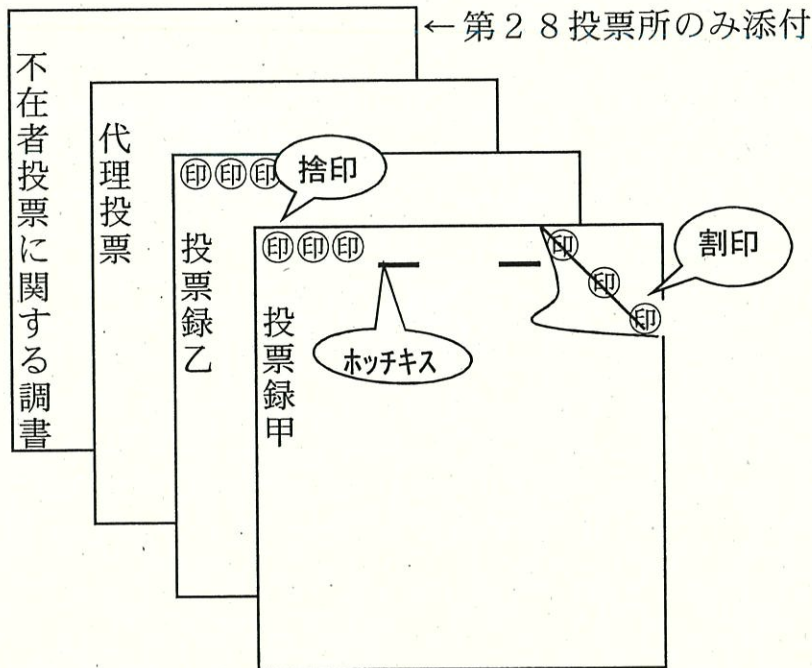 ←第２８投票所のみ添付
不在者投票に関する調書
代理投票
㊞㊞㊞
捨印
投票録乙
㊞㊞㊞
投票録甲
ホッチキス
㊞
㊞
㊞
割印